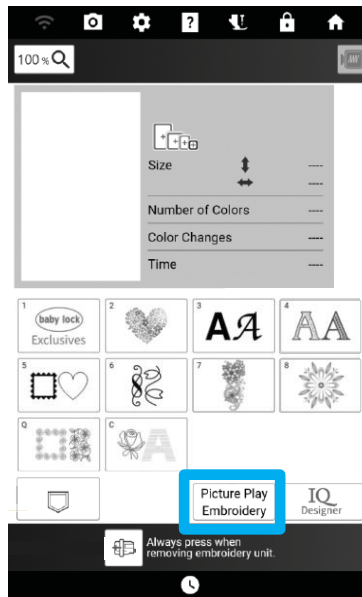 ?
100 %
Size ----
----
Number of Colors ----
Color Changes ----
Time ----
1
baby lock
Exclusives
2
3
AA
4
AA
5
6
7
8
Q
C
A
Picture Play
Embroidery
IQ
Designer
Always press when
removing embroidery unit.